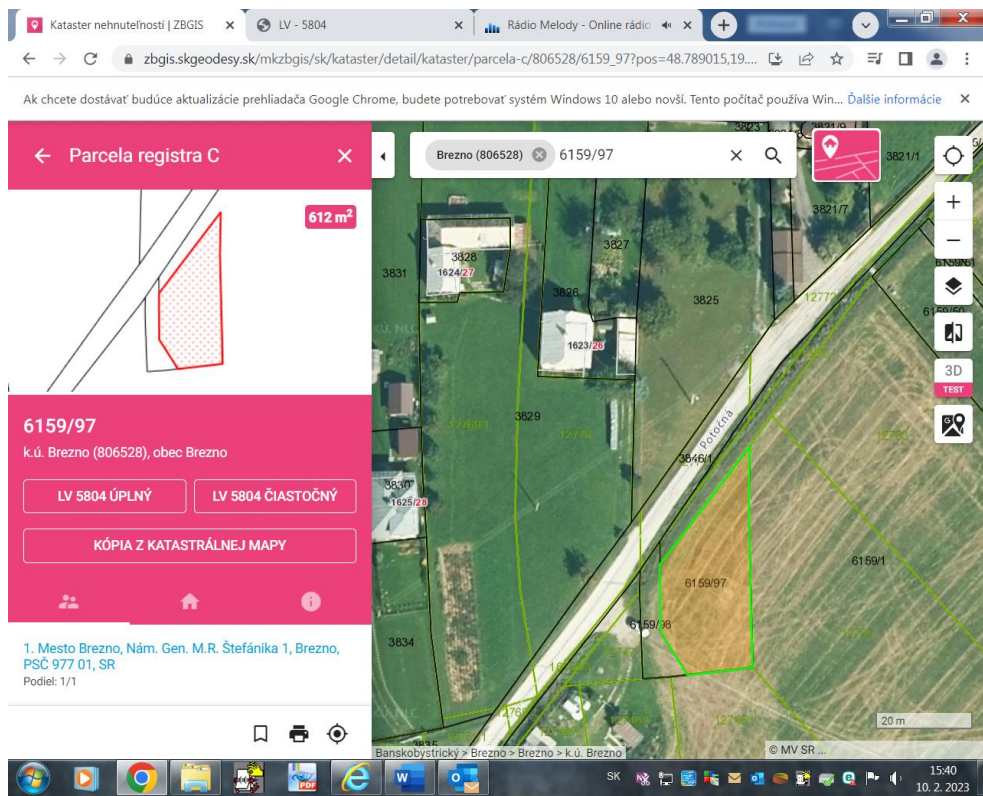 Kataster nehnuteľností | ZBGIS
LV - 5804
Rádio Melody - Online rádio
zbgis.skgeodesy.sk/mkzbgis/sk/kataster/detail/kataster/parcela-c/806528/6159_97?pos=48.789015,19....
Ak chcete dostávať budúce aktualizácie prehliadača Google Chrome, budete potrebovať systém Windows 10 alebo novší. Tento počítač používa Win... Ďalšie informácie
Parcela registra C
612 m²
6159/97
k.ú. Brezno (806528), obec Brezno
LV 5804 ÚPLNÝ
LV 5804 ČIASTOČNÝ
KÓPIA Z KATASTRÁLNEJ MAPY
1. Mesto Brezno, Nám. Gen. M.R. Štefánika 1, Brezno,
PSČ 977 01, SR
Podiel: 1/1
Brezno (806528) 6159/97
3821/9
3821/1
3821/7
3827
3828
1624/27
3831
3826
3825
1623/26
3829
12769/1
12770
Potočná
3846/1
3830
1625/28
6159/1
6159/97
6159/98
3834
3D
TEST
20 m
Banskobystrický > Brezno > Brezno > k.ú. Brezno
© MV SR ...
SK
15:40
10. 2. 2023